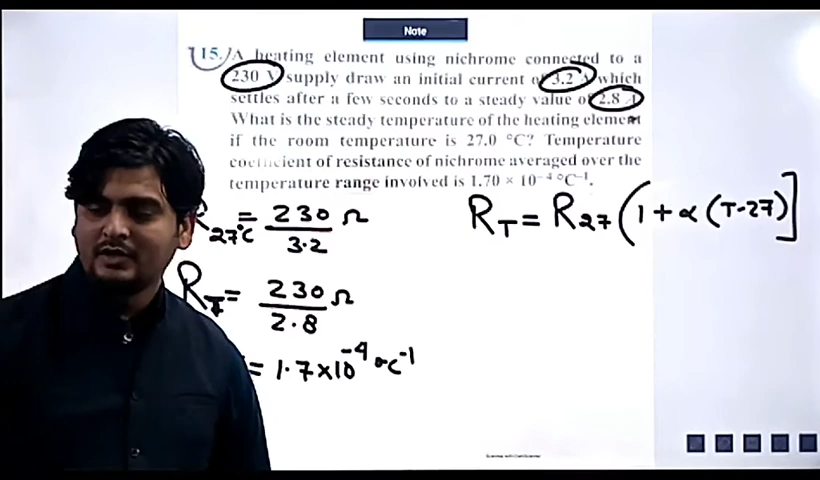 Note
15. A heating element using nichrome connected to a
230 V supply draw an initial current of 3.2 A which
settles after a few seconds to a steady value of 2.8 A
What is the steady temperature of the heating element
if the room temperature is 27.0 °C? Temperature
coefficient of resistance of nichrome averaged over the
temperature range involved is 1.70 × 10⁻⁴ °C⁻¹.
R₂₇°C = 230/3.2 Ω
R_T = R₂₇ (1 + α (T-27)]
R_T = 230/2.8 Ω
= 1.7×10⁻⁴ °C⁻¹